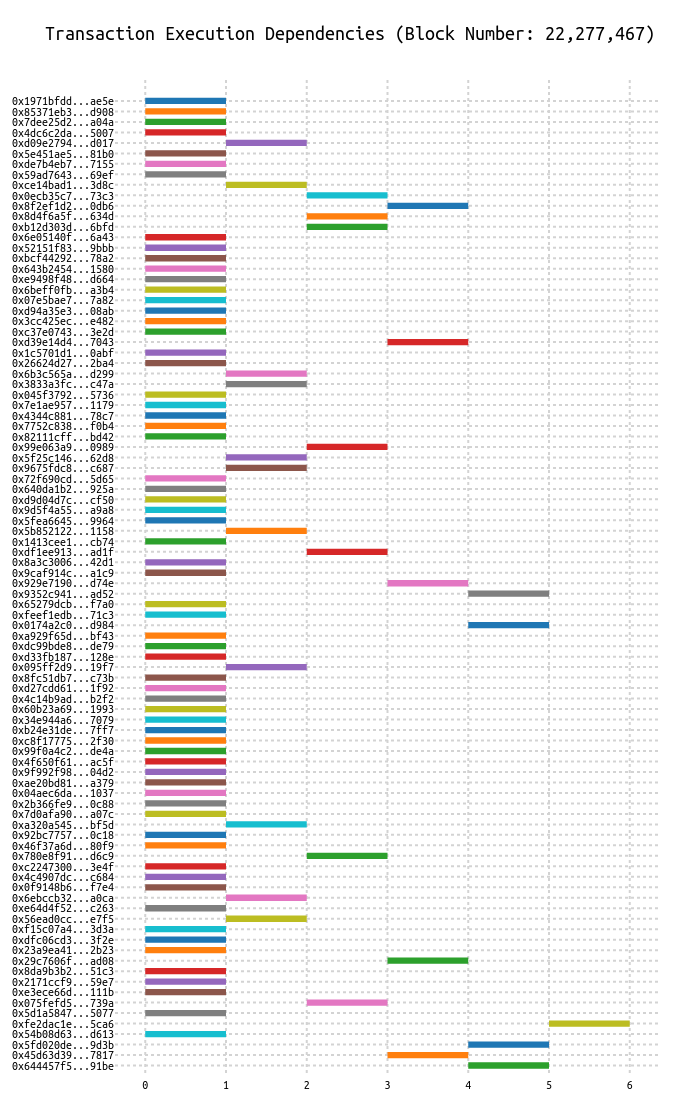 Transaction Execution Dependencies (Block Number: 22,277,467)
0x1971bfdd...ae5e
0x85371eb3...d908
0x7dee25d2...a04a
0x4dc6c2da...5007
0xd09e2794...d017
0x5e451ae5...81b0
0xde7b4eb7...7155
0x59ad7643...69ef
0xce14bad1...3d8c
0x0ecb35c7...73c3
0x8f2ef1d2...0db6
0x8d4f6a5f...634d
0xb12d303d...6bfd
0x6e05140f...6a43
0x52151f83...9bbb
0xbcf44292...78a2
0x643b2454...1580
0xe9498f48...d664
0x6beff0fb...a3b4
0x07e5bae7...7a82
0xd94a35e3...08ab
0x3cc425ec...e482
0xc37e0743...3e2d
0xd39e14d4...7043
0x1c5701d1...0abf
0x26624d27...2ba4
0x6b3c565a...d299
0x3833a3fc...c47a
0x045f3792...5736
0x7e1ae957...1179
0x4344c881...78c7
0x7752c838...f0b4
0x82111cff...bd42
0x99e063a9...0989
0x5f25c146...62d8
0x9675fdc8...c687
0x72f690cd...5d65
0x640da1b2...925a
0xd9d04d7c...cf50
0x9d5f4a55...a9a8
0x5fea6645...9964
0x5b852122...1158
0x1413cee1...cb74
0xdf1ee913...ad1f
0x8a3c3006...42d1
0x9caf914c...a1c9
0x929e7190...d74e
0x9352c941...ad52
0x65279dcb...f7a0
0xfeef1edb...71c3
0x0174a2c0...d984
0xa929f65d...bf43
0xdc99bde8...de79
0xd33fb187...128e
0x095ff2d9...19f7
0x8fc51db7...c73b
0xd27cdd61...1f92
0x4c14b9ad...b2f2
0x60b23a69...1993
0x34e944a6...7079
0xb24e31de...7ff7
0xc8f17775...2f30
0x99f0a4c2...de4a
0x4f650f61...ac5f
0x9f992f98...04d2
0xae20bd81...a379
0x04aec6da...1037
0x2b366fe9...0c88
0x7d0afa90...a07c
0xa320a545...bf5d
0x92bc7757...0c18
0x46f37a6d...80f9
0x780e8f91...d6c9
0xc2247300...3e4f
0x4c4907dc...c684
0x0f9148b6...f7e4
0x6ebccb32...a0ca
0xe64d4f52...c263
0x56ead0cc...e7f5
0xf15c07a4...3d3a
0xdfc06cd3...3f2e
0x23a9ea41...2b23
0x29c7606f...ad08
0x8da9b3b2...51c3
0x2171ccf9...59e7
0xe3ece66d...111b
0x075fefd5...739a
0x5d1a5847...5077
0xfe2dac1e...5ca6
0x54b08d63...d613
0x5fd020de...9d3b
0x45d63d39...7817
0x644457f5...91be
0 1 2 3 4 5 6